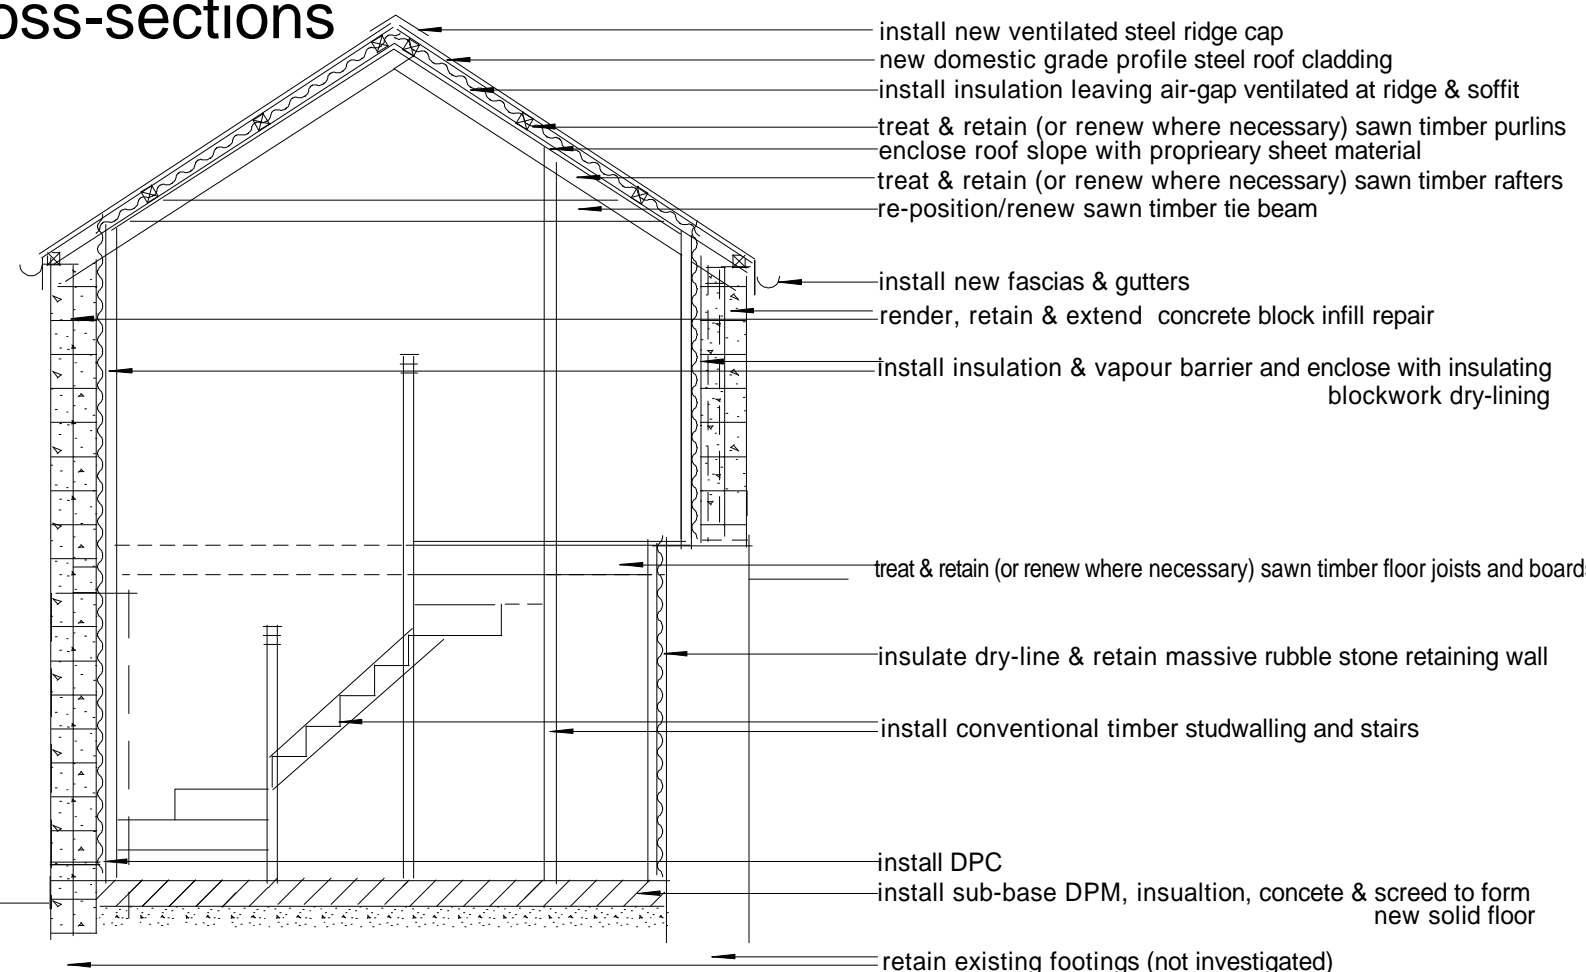 oss-sections
install new ventilated steel ridge cap
new domestic grade profile steel roof cladding
install insulation leaving air-gap ventilated at ridge & soffit
treat & retain (or renew where necessary) sawn timber purlins
enclose roof slope with proprieary sheet material
treat & retain (or renew where necessary) sawn timber rafters
re-position/renew sawn timber tie beam
install new fascias & gutters
render, retain & extend concrete block infill repair
install insulation & vapour barrier and enclose with insulating
blockwork dry-lining
treat & retain (or renew where necessary) sawn timber floor joists and board
insulate dry-line & retain massive rubble stone retaining wall
install conventional timber studwalling and stairs
install DPC
install sub-base DPM, insualtion, concete & screed to form
new solid floor
retain existing footings (not investigated)